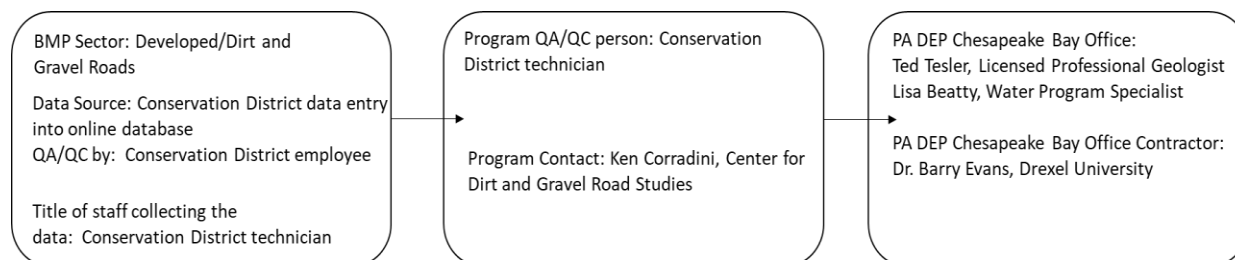 BMP Sector: Developed/Dirt and
Gravel Roads
Data Source: Conservation District data entry
into online database
QA/QC by:  Conservation District employee
Title of staff collecting the
data:  Conservation District technician
Program QA/QC person: Conservation
District technician
Program Contact: Ken Corradini, Center for
Dirt and Gravel Road Studies
PA DEP Chesapeake Bay Office:
Ted Tesler, Licensed Professional Geologist
Lisa Beatty, Water Program Specialist
PA DEP Chesapeake Bay Office Contractor:
Dr. Barry Evans, Drexel University